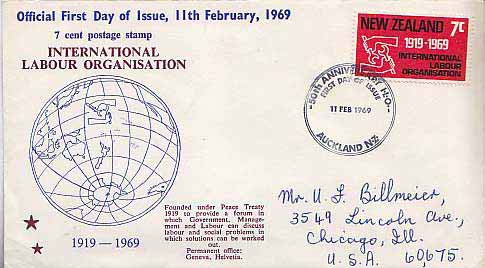 Official First Day of Issue, 11th February, 1969
7 cent postage stamp
INTERNATIONAL
LABOUR ORGANISATION
NEW ZEALAND 7c
1919-1969
INTERNATIONAL
LABOUR
ORGANISATION
50th ANNIVERSARY I·L·O·
FIRST DAY OF ISSUE
11 FEB 1969
AUCKLAND N.Z.
Founded under Peace Treaty
1919 to provide a forum in
which Government, Manage-
ment and Labour can discuss
labour and social problems in
which solutions can be worked
out.
Permanent office:
Geneva, Helvetia.
1919—1969
Mr. U. F. Billmeier,
3549 Lincoln Ave.,
Chicago, Ill.
U.S.A. 60675.